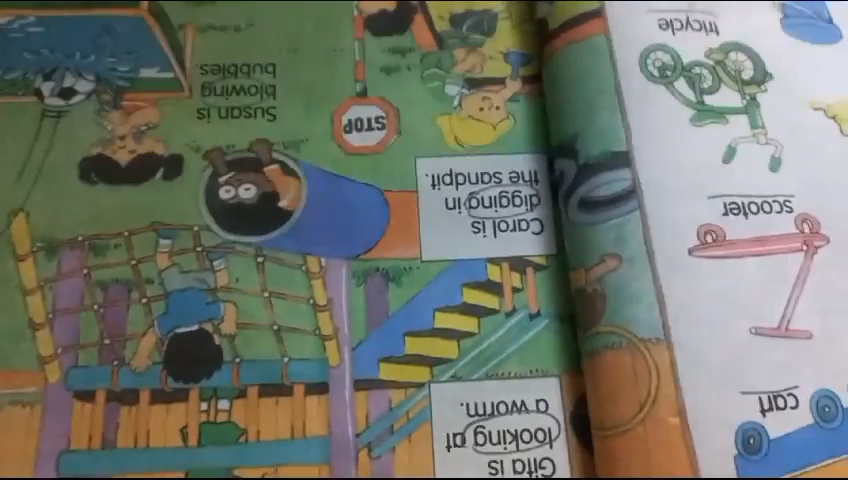 Gita is
looking at
a worm.
Carol is
digging in
the sandpit.
STOP
Susan is
blowing
bubbles
cart
scooter
tricycle